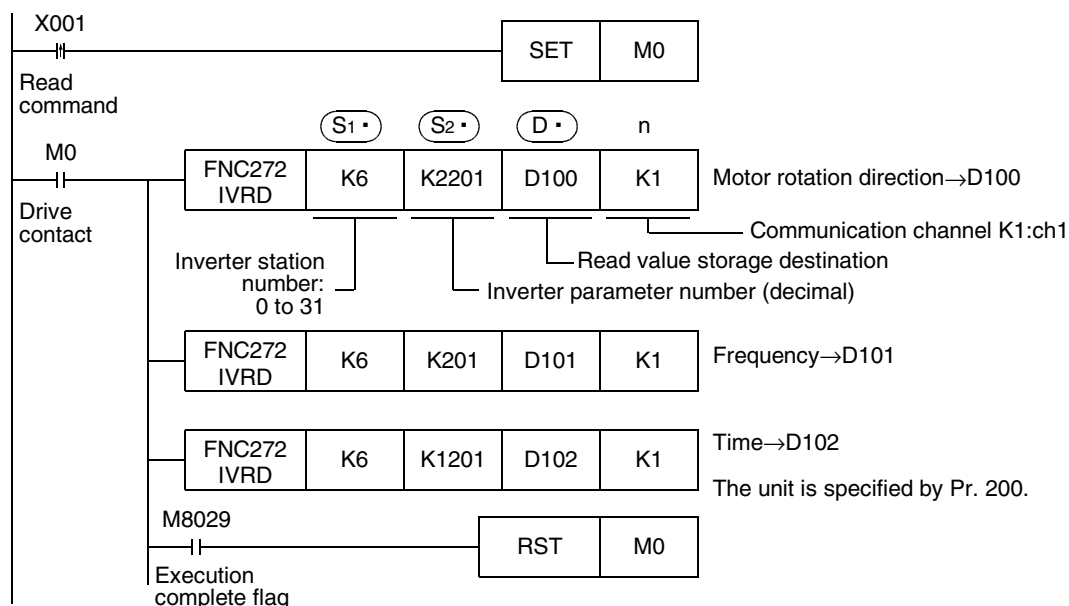 X001
SET M0
Read
command
S1· S2· D· n
M0
FNC272
IVRD
K6 K2201 D100 K1
Motor rotation direction→D100
Drive
contact
Communication channel K1:ch1
Read value storage destination
Inverter parameter number (decimal)
Inverter station
number:
0 to 31
FNC272
IVRD
K6 K201 D101 K1
Frequency→D101
FNC272
IVRD
K6 K1201 D102 K1
Time→D102
The unit is specified by Pr. 200.
M8029
RST M0
Execution
complete flag